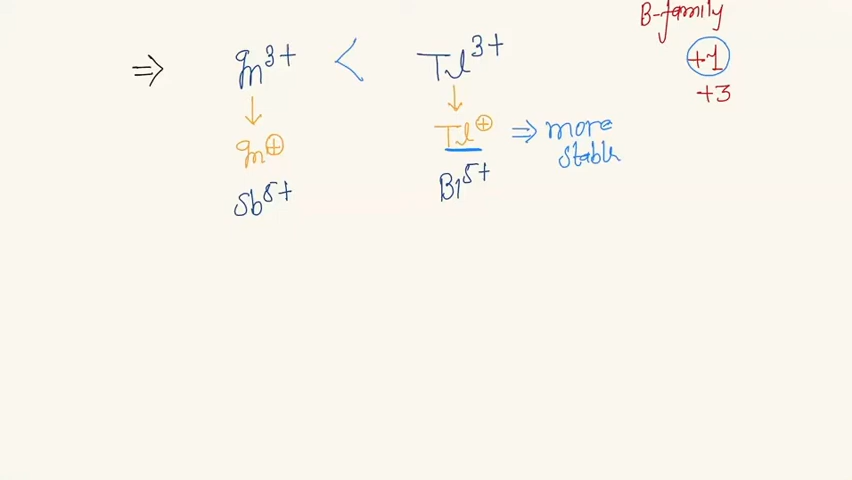 B-family
⇒ In³⁺ < Tl³⁺
+1
+3
↓ ↓
In⊕ Tl⊕ ⇒ more stable
Sb⁵⁺ Bi⁵⁺